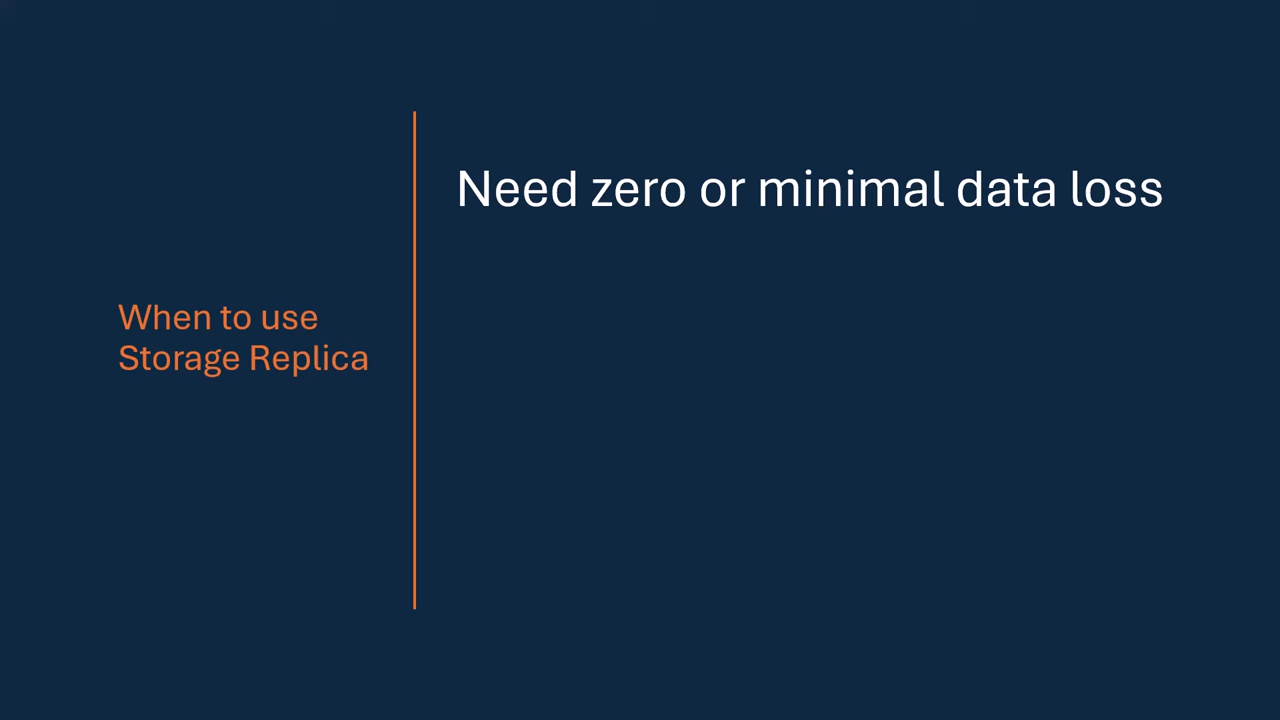 When to use
Storage Replica
Need zero or minimal data loss